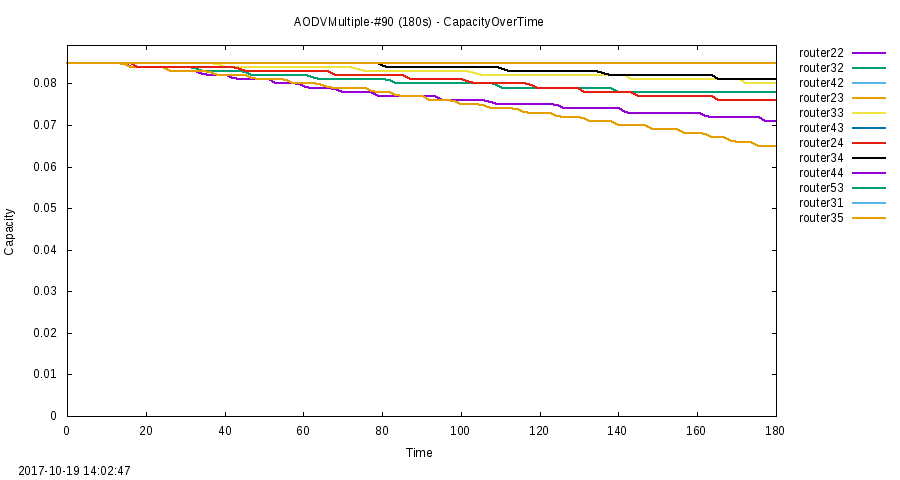 AODVMultiple-#90 (180s) - CapacityOverTime
router22
router32
router42
router23
router33
router43
router24
router34
router44
router53
router31
router35
Capacity
0.08
0.07
0.06
0.05
0.04
0.03
0.02
0.01
0
0 20 40 60 80 100 120 140 160 180
Time
2017-10-19 14:02:47